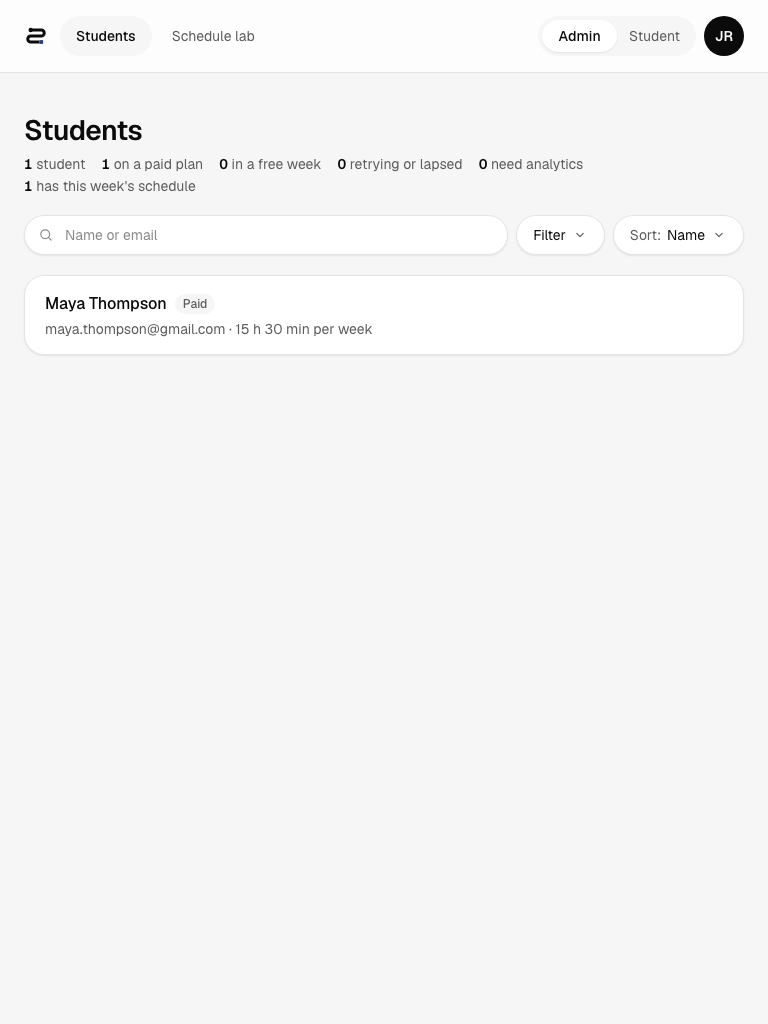 Students
Schedule lab
Admin
Student
JR
Students
1 student 1 on a paid plan 0 in a free week 0 retrying or lapsed 0 need analytics
1 has this week's schedule
Name or email
Filter
Sort: Name
Maya Thompson Paid
maya.thompson@gmail.com · 15 h 30 min per week